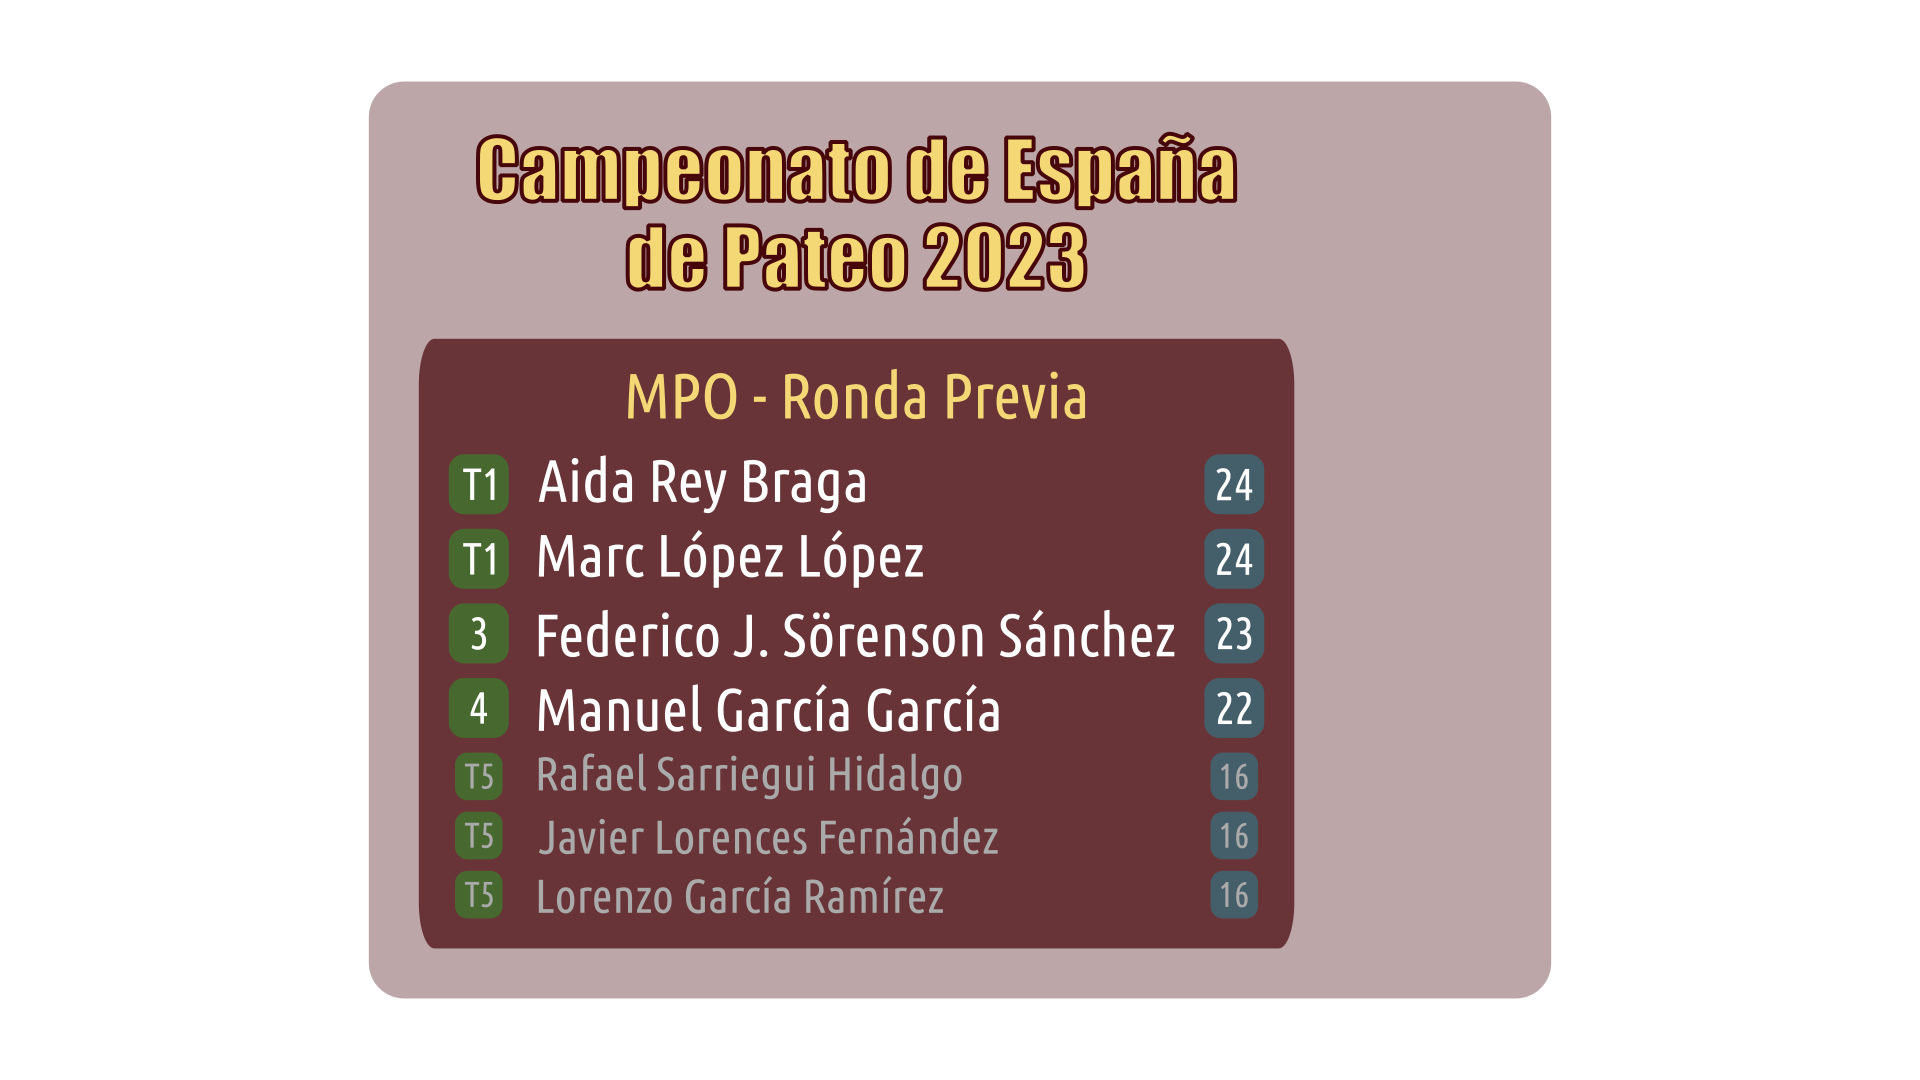 Campeonato de España
de Pateo 2023
MPO - Ronda Previa
T1 Aida Rey Braga 24
T1 Marc López López 24
3 Federico J. Sörenson Sánchez 23
4 Manuel García García 22
T5 Rafael Sarriegui Hidalgo 16
T5 Javier Lorences Fernández 16
T5 Lorenzo García Ramírez 16